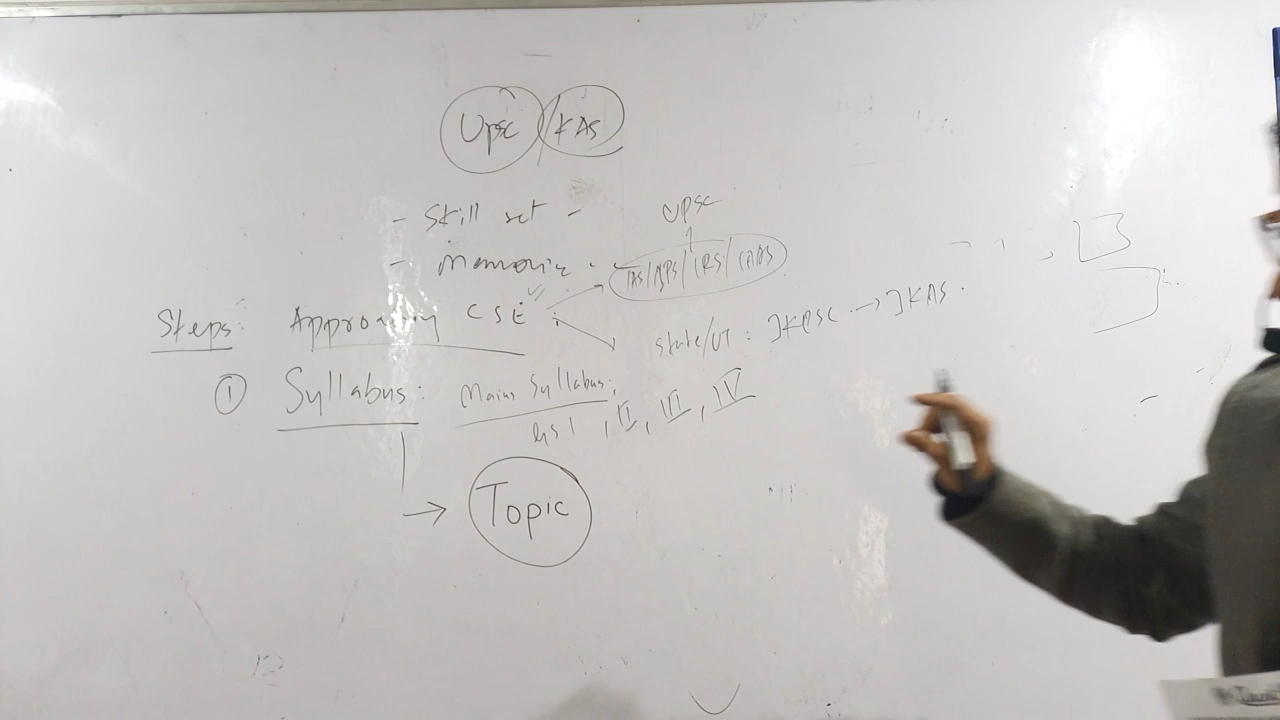 Upsc KAS
- Skill set -
UPSC
- Memorize.
IAS/IPS/IRS/IAAS
Steps: Approaching CSE
State/UT: JKPSC → JKAS.
① Syllabus: Mains Syllabus:
GS I, II, III, IV
→ Topic